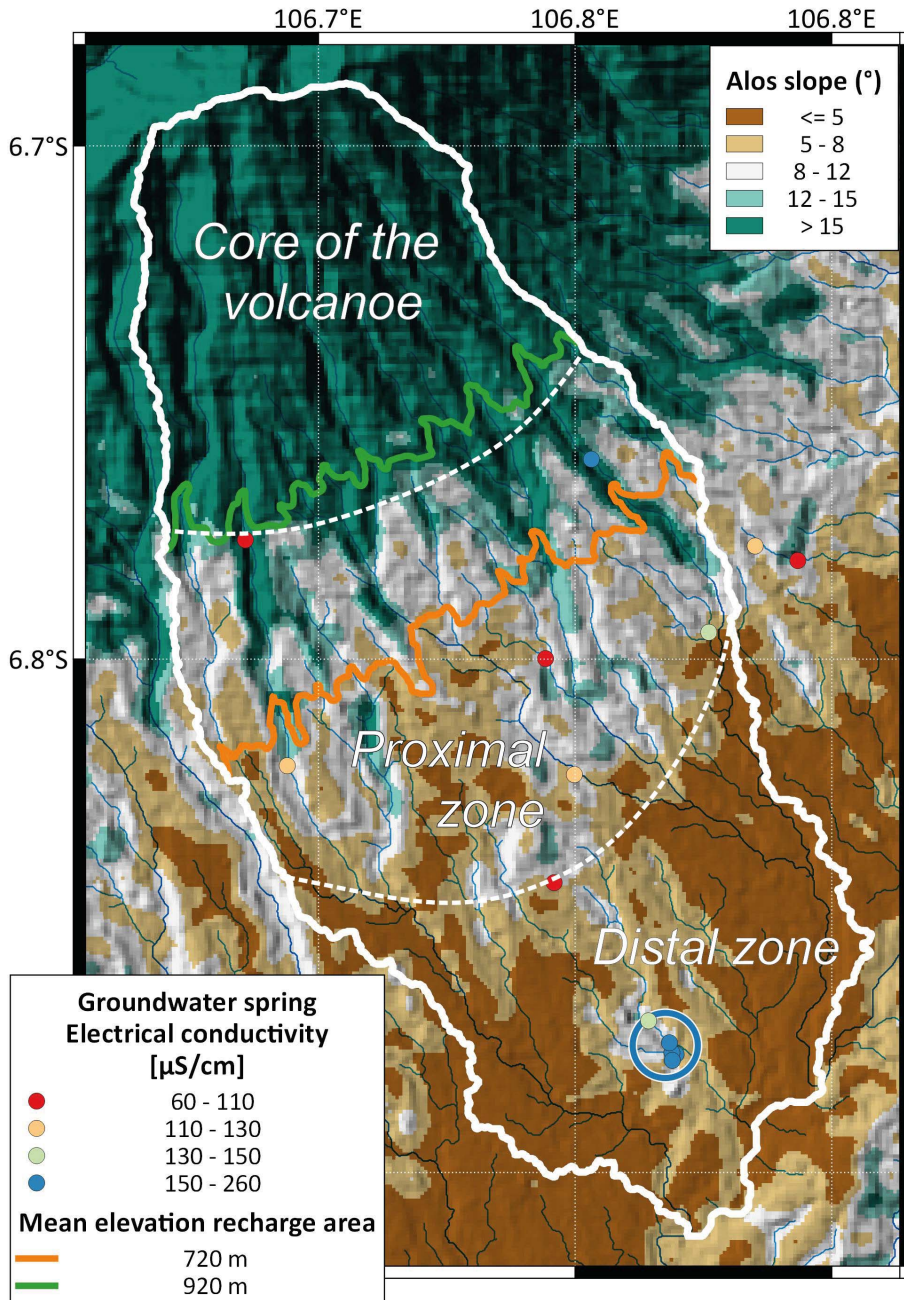 106.7°E 106.8°E 106.8°E
Alos slope (°)
<= 5
5 - 8
8 - 12
12 - 15
> 15
6.7°S
Core of the
volcanoe
6.8°S
Proximal
zone
Distal zone
Groundwater spring
Electrical conductivity
[µS/cm]
60 - 110
110 - 130
130 - 150
150 - 260
Mean elevation recharge area
720 m
920 m